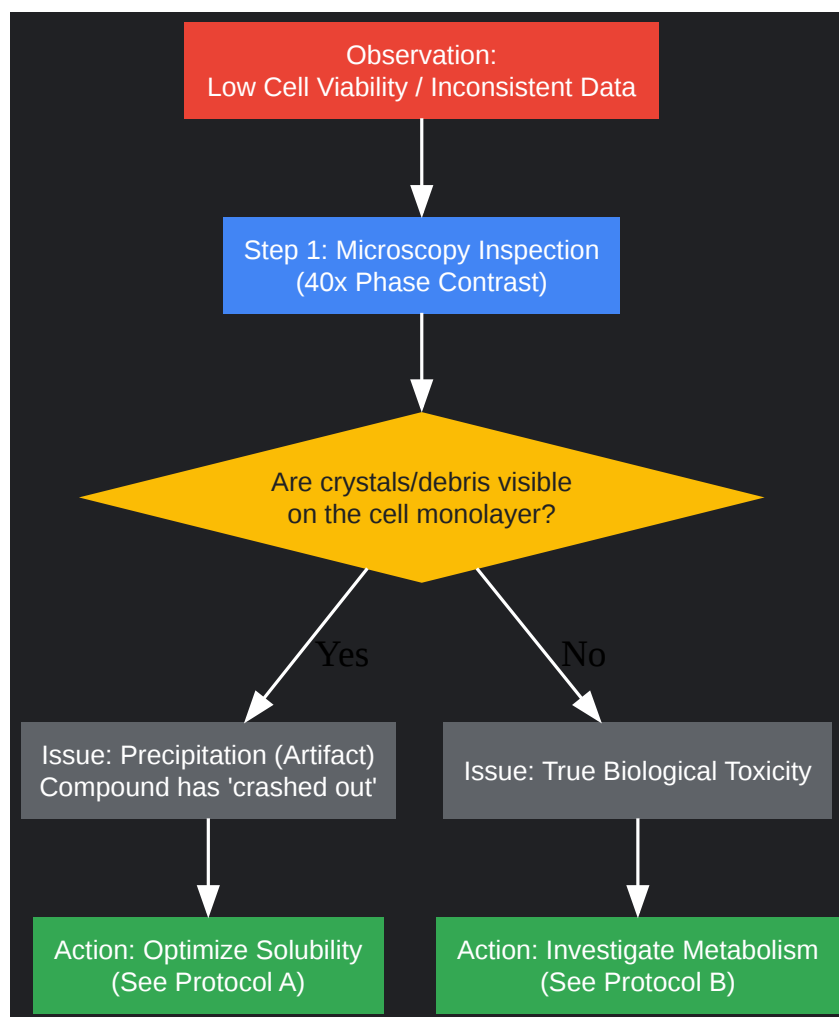 Observation:
Low Cell Viability / Inconsistent Data
Step 1: Microscopy Inspection
(40x Phase Contrast)
Are crystals/debris visible
on the cell monolayer?
Yes
No
Issue: Precipitation (Artifact)
Compound has 'crashed out'
Issue: True Biological Toxicity
Action: Optimize Solubility
(See Protocol A)
Action: Investigate Metabolism
(See Protocol B)